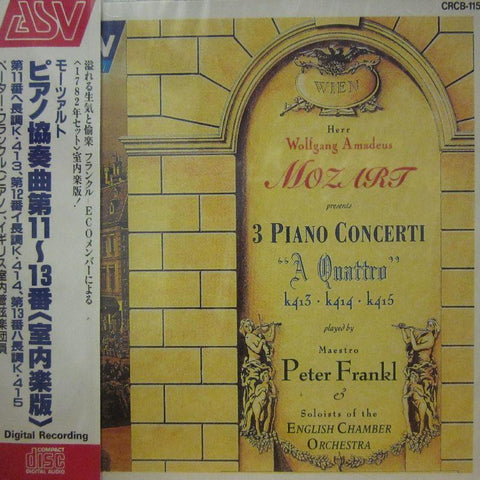 ASV
CRCB-115
溢れる生気と愉楽 フランクル ECOメンバーによる
〈1782年セット〉室内楽版!
モーツァルト
ピアノ協奏曲第11〜13番〈室内楽版〉
第11番ヘ長調K・413、第12番イ長調K・414、第13番ハ長調K・415
ペーター・フランクル(ピアノ)、イギリス室内管弦楽団員
Digital Recording
COMPACT
disc
DIGITAL AUDIO
WIEN
Herr
Wolfgang Amadeus
MOZART
presents
3 PIANO CONCERTI
"A Quattro"
k413 · k414 · k415
played by
Maestro
Peter Frankl
&
Soloists of the
ENGLISH CHAMBER
ORCHESTRA